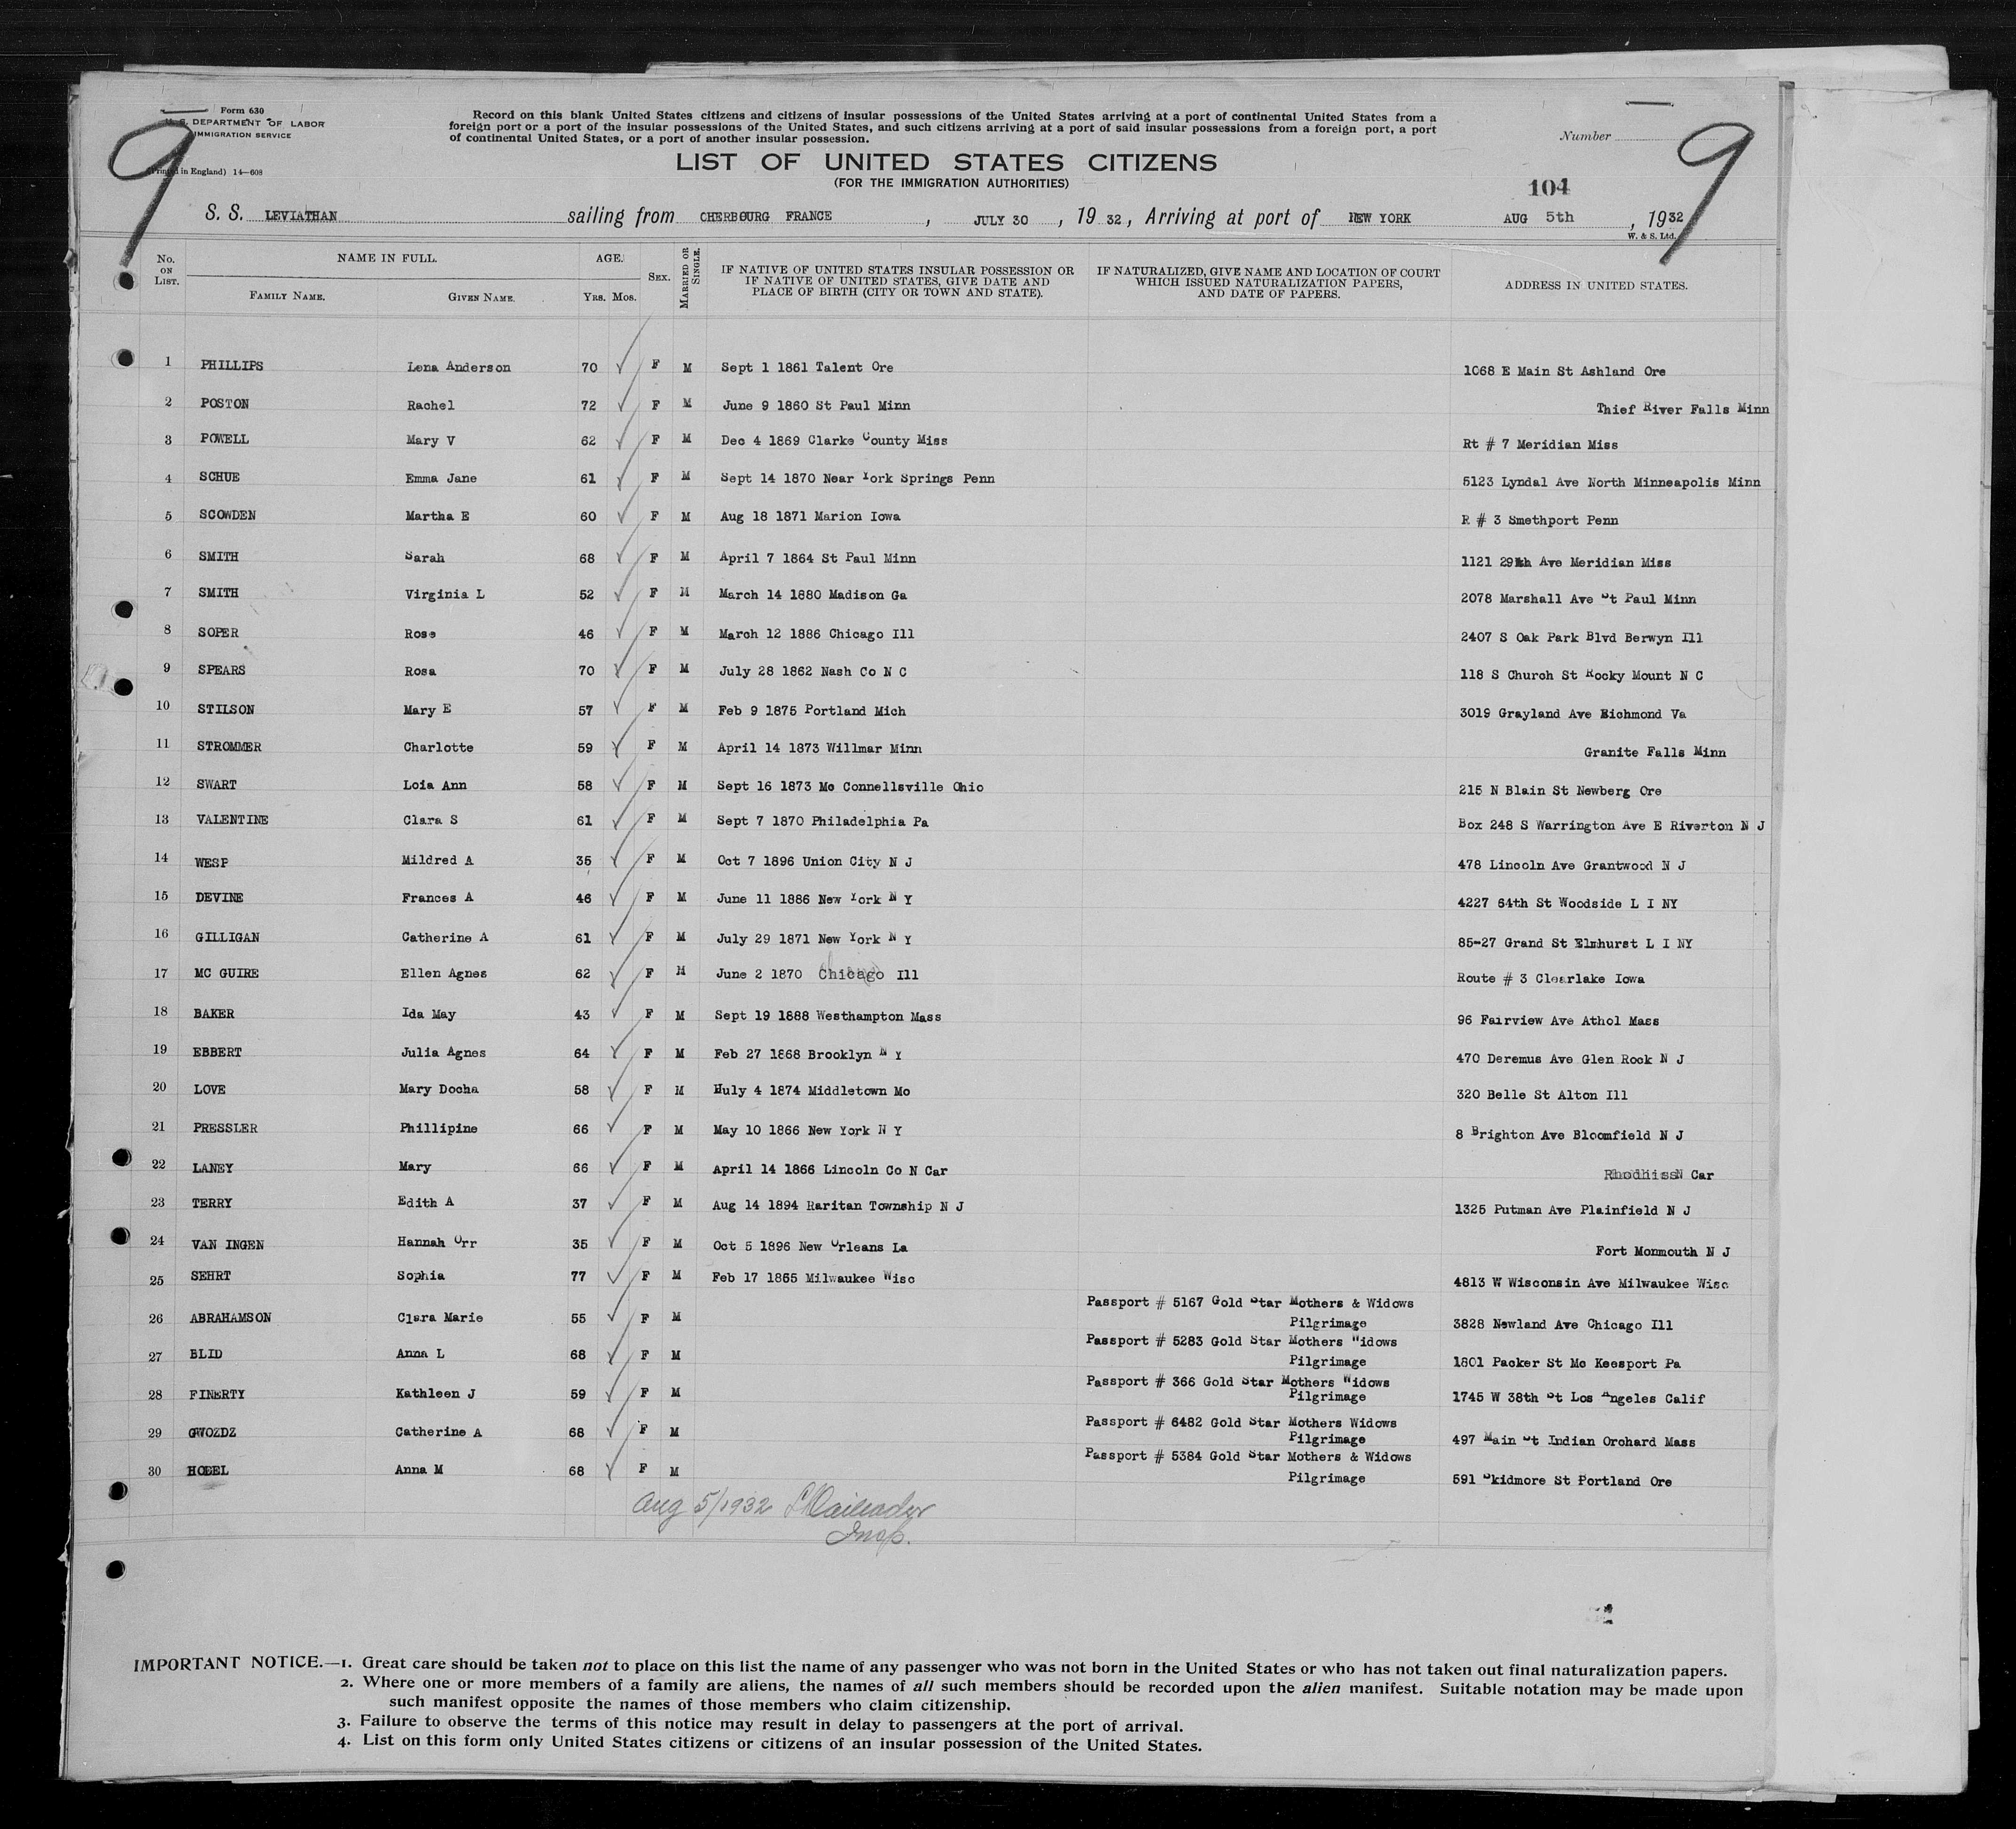 Form 630
U. S. DEPARTMENT OF LABOR
IMMIGRATION SERVICE
(Printed in England) 14—608
9
Record on this blank United States citizens and citizens of insular possessions of the United States arriving at a port of continental United States from a
foreign port or a port of the insular possessions of the United States, and such citizens arriving at a port of said insular possessions from a foreign port, a port
of continental United States, or a port of another insular possession.
Number
9
LIST OF UNITED STATES CITIZENS
(FOR THE IMMIGRATION AUTHORITIES)
104
S. S. LEVIATHAN sailing from CHERBOURG FRANCE , JULY 30 , 19 32, Arriving at port of NEW YORK AUG 5th , 1932
W. & S. Ltd.
No. ON LIST. NAME IN FULL. FAMILY NAME. GIVEN NAME. AGE. YRS. MOS. SEX. MARRIED OR SINGLE. IF NATIVE OF UNITED STATES INSULAR POSSESSION OR IF NATIVE OF UNITED STATES, GIVE DATE AND PLACE OF BIRTH (CITY OR TOWN AND STATE). IF NATURALIZED, GIVE NAME AND LOCATION OF COURT WHICH ISSUED NATURALIZATION PAPERS, AND DATE OF PAPERS. ADDRESS IN UNITED STATES.
1 PHILLIPS Lena Anderson 70 F M Sept 1 1861 Talent Ore 1068 E Main St Ashland Ore
2 POSTON Rachel 72 F M June 9 1860 St Paul Minn Thief River Falls Minn
3 POWELL Mary V 62 F M Dec 4 1869 Clarke County Miss Rt # 7 Meridian Miss
4 SCHUE Emma Jane 61 F M Sept 14 1870 Near York Springs Penn 5123 Lyndal Ave North Minneapolis Minn
5 SCOWDEN Martha E 60 F M Aug 18 1871 Marion Iowa R # 3 Smethport Penn
6 SMITH Sarah 68 F M April 7 1864 St Paul Minn 1121 29th Ave Meridian Miss
7 SMITH Virginia L 52 F M March 14 1880 Madison Ga 2078 Marshall Ave St Paul Minn
8 SOPER Rose 46 F M March 12 1886 Chicago Ill 2407 S Oak Park Blvd Berwyn Ill
9 SPEARS Rosa 70 F M July 28 1862 Nash Co N C 118 S Church St Rocky Mount N C
10 STILSON Mary E 57 F M Feb 9 1875 Portland Mich 3019 Grayland Ave Richmond Va
11 STROMMER Charlotte 59 F M April 14 1873 Willmar Minn Granite Falls Minn
12 SWART Loia Ann 58 F M Sept 16 1873 Mc Connellsville Ohio 215 N Blain St Newberg Ore
13 VALENTINE Clara S 61 F M Sept 7 1870 Philadelphia Pa Box 248 S Warrington Ave E Riverton N J
14 WESP Mildred A 35 F M Oct 7 1896 Union City N J 478 Lincoln Ave Grantwood N J
15 DEVINE Frances A 46 F M June 11 1886 New York N Y 4227 64th St Woodside L I NY
16 GILLIGAN Catherine A 61 F M July 29 1871 New York N Y 85-27 Grand St Elmhurst L I NY
17 MC GUIRE Ellen Agnes 62 F M June 2 1870 Chicago Ill Route # 3 Clearlake Iowa
18 BAKER Ida May 43 F M Sept 19 1888 Westhampton Mass 96 Fairview Ave Athol Mass
19 EBBERT Julia Agnes 64 F M Feb 27 1868 Brooklyn N Y 470 Deremus Ave Glen Rock N J
20 LOVE Mary Docha 58 F M Huly 4 1874 Middletown Mo 320 Belle St Alton Ill
21 PRESSLER Phillipine 66 F M May 10 1866 New York N Y 8 Brighton Ave Bloomfield N J
22 LANEY Mary 66 F M April 14 1866 Lincoln Co N Car Rhodhiss N Car
23 TERRY Edith A 37 F M Aug 14 1894 Raritan Township N J 1325 Putman Ave Plainfield N J
24 VAN INGEN Hannah Orr 35 F M Oct 5 1896 New Orleans La Fort Monmouth N J
25 SEHRT Sophia 77 F M Feb 17 1855 Milwaukee Wisc 4813 W Wisconsin Ave Milwaukee Wisc
26 ABRAHAMSON Clara Marie 55 F M Passport # 5167 Gold Star Mothers & Widows Pilgrimage 3828 Newland Ave Chicago Ill
27 BLID Anna L 68 F M Passport # 5283 Gold Star Mothers Widows Pilgrimage 1801 Packer St Mc Keesport Pa
28 FINERTY Kathleen J 59 F M Passport # 366 Gold Star Mothers Widows Pilgrimage 1745 W 38th St Los Angeles Calif
29 GWOZDZ Catherine A 68 F M Passport # 6482 Gold Star Mothers Widows Pilgrimage 497 Main St Indian Orchard Mass
30 HOBEL Anna M 68 F M Passport # 5384 Gold Star Mothers & Widows Pilgrimage 591 Skidmore St Portland Ore
Aug 5/1932
Insp.
IMPORTANT NOTICE.—1. Great care should be taken not to place on this list the name of any passenger who was not born in the United States or who has not taken out final naturalization papers.
2. Where one or more members of a family are aliens, the names of all such members should be recorded upon the alien manifest. Suitable notation may be made upon
such manifest opposite the names of those members who claim citizenship.
3. Failure to observe the terms of this notice may result in delay to passengers at the port of arrival.
4. List on this form only United States citizens or citizens of an insular possession of the United States.